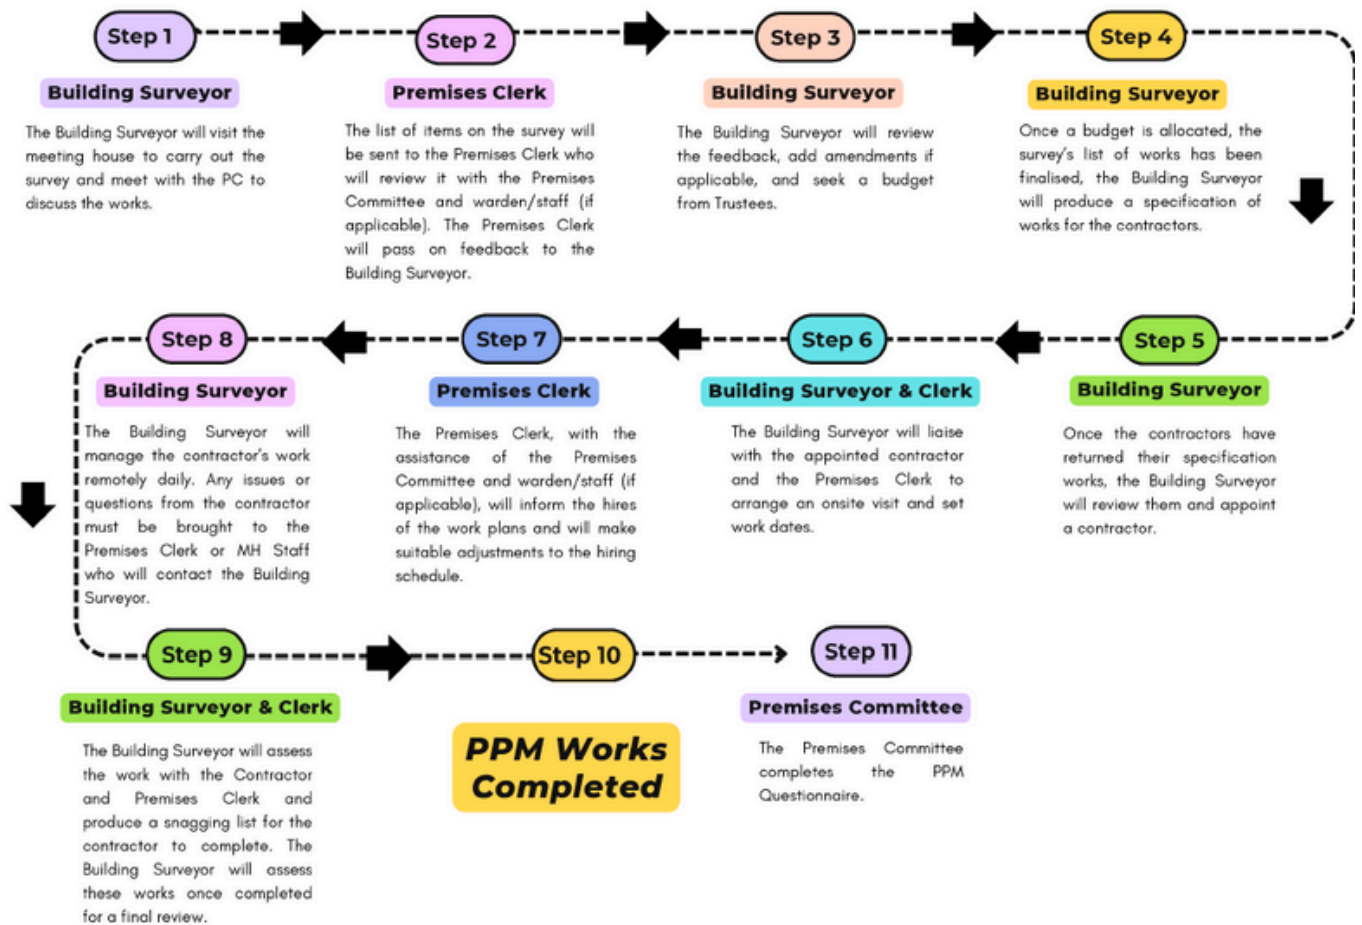 Step 1
Building Surveyor
The Building Surveyor will visit the
meeting house to carry out the
survey and meet with the PC to
discuss the works.
Step 2
Premises Clerk
The list of items on the survey will
be sent to the Premises Clerk who
will review it with the Premises
Committee and warden/staff (if
applicable). The Premises Clerk
will pass on feedback to the
Building Surveyor.
Step 3
Building Surveyor
The Building Surveyor will review
the feedback, add amendments if
applicable, and seek a budget
from Trustees.
Step 4
Building Surveyor
Once a budget is allocated, the
survey's list of works has been
finalised, the Building Surveyor
will produce a specification of
works for the contractors.
Step 5
Building Surveyor
Once the contractors have
returned their specification
works, the Building Surveyor
will review them and appoint
a contractor.
Step 6
Building Surveyor & Clerk
The Building Surveyor will liaise
with the appointed contractor
and the Premises Clerk to
arrange an onsite visit and set
work dates.
Step 7
Premises Clerk
The Premises Clerk, with the
assistance of the Premises
Committee and warden/staff (if
applicable), will inform the hires
of the work plans and will make
suitable adjustments to the hiring
schedule.
Step 8
Building Surveyor
The Building Surveyor will
manage the contractor's work
remotely daily. Any issues or
questions from the contractor
must be brought to the
Premises Clerk or MH Staff
who will contact the Building
Surveyor.
Step 9
Building Surveyor & Clerk
The Building Surveyor will assess
the work with the Contractor
and Premises Clerk and
produce a snagging list for the
contractor to complete. The
Building Surveyor will assess
these works once completed
for a final review.
Step 10
PPM Works
Completed
Step 11
Premises Committee
The Premises Committee
completes the PPM
Questionnaire.